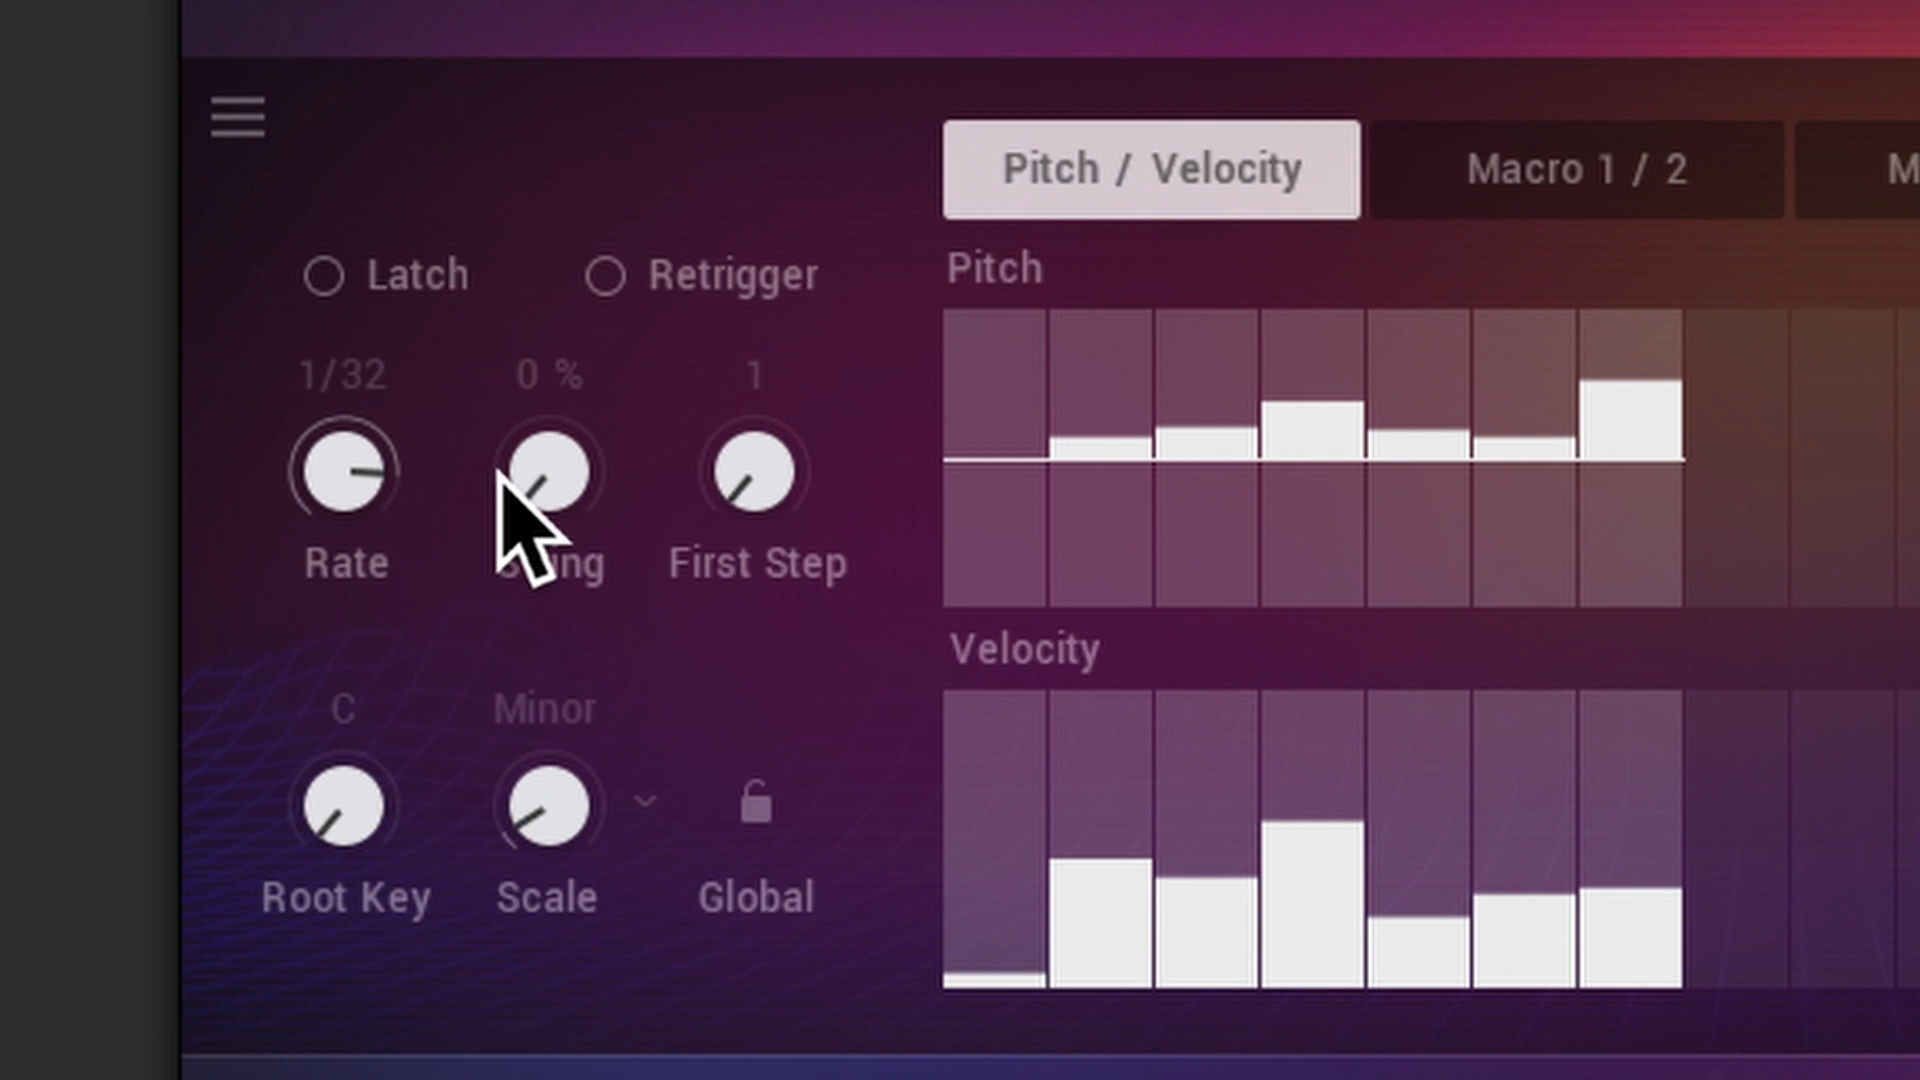 Pitch / Velocity
Macro 1 / 2
M
Latch
Retrigger
Pitch
1/32
0 %
1
Rate
First Step
Velocity
C
Minor
Root Key
Scale
Global